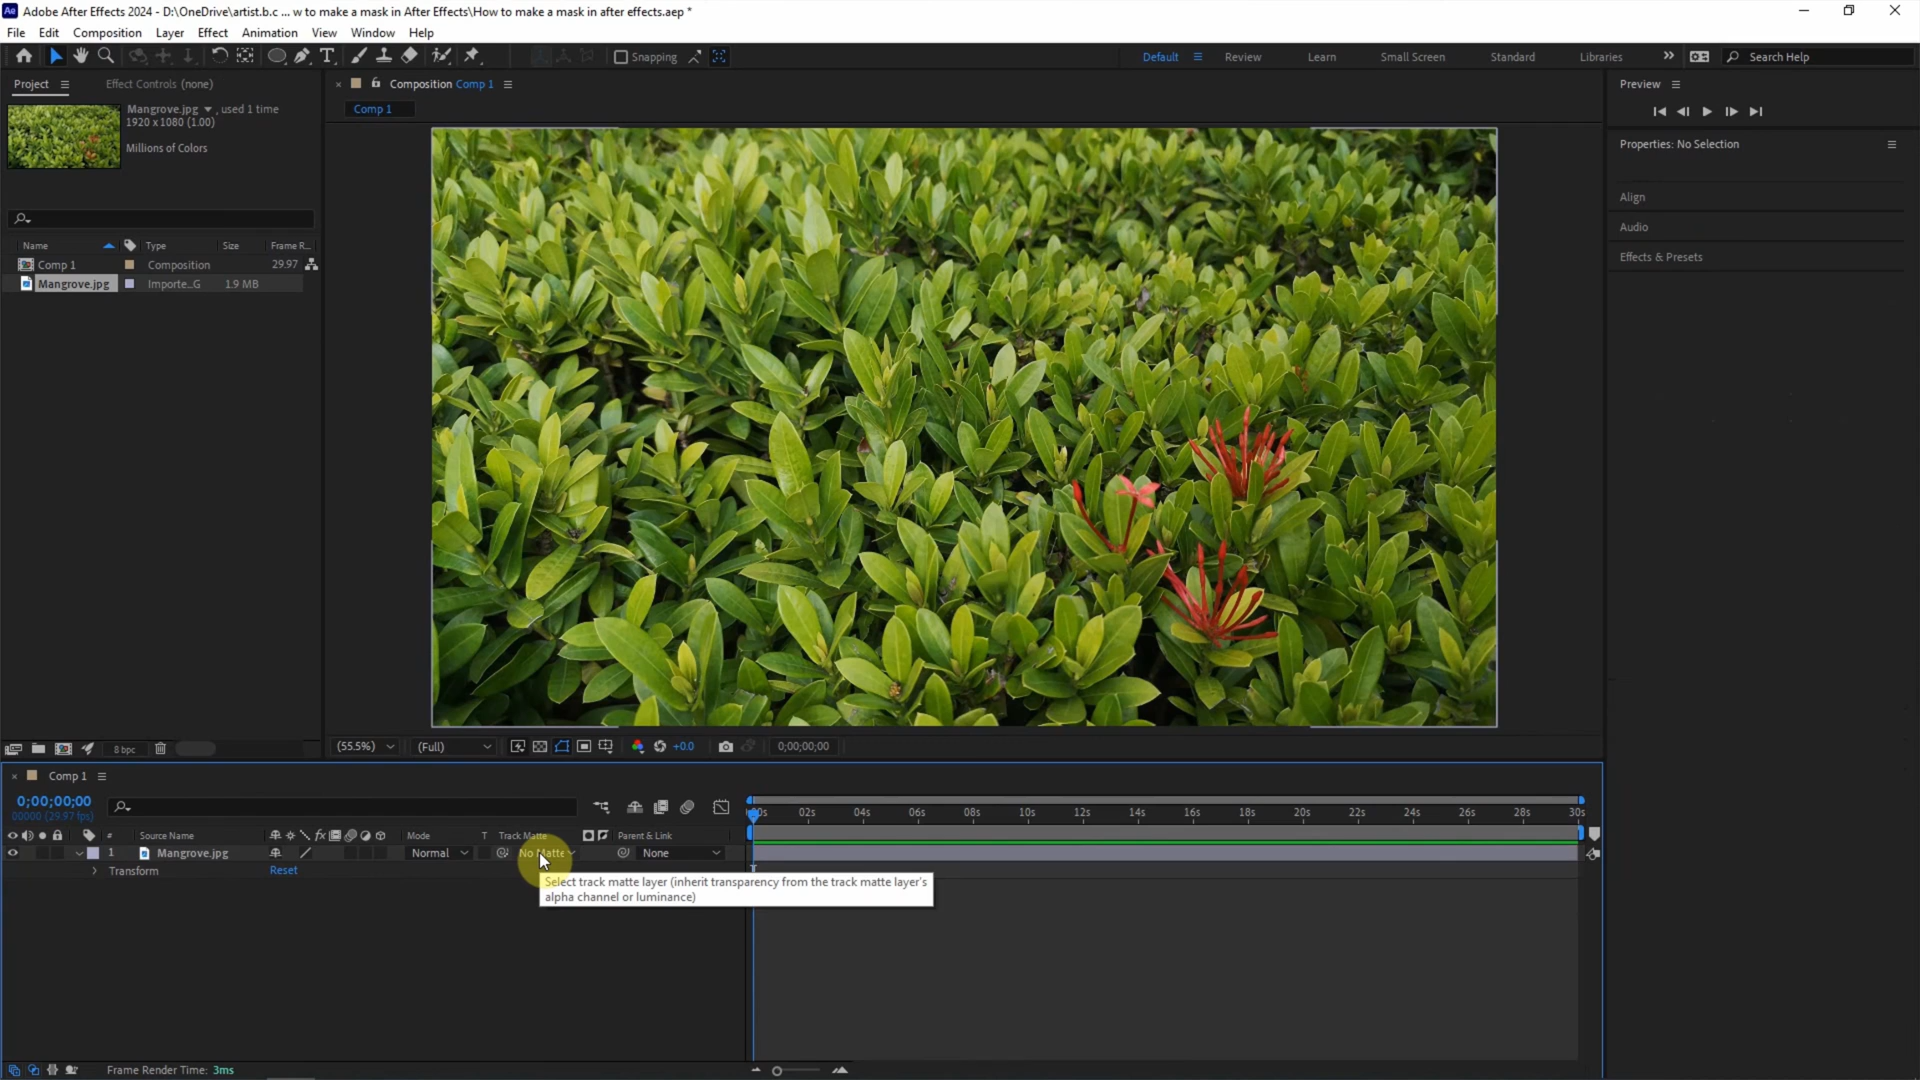 Ae Adobe After Effects 2024 - D:\OneDrive\artist.b.c ... w to make a mask in After Effects\How to make a mask in after effects.aep *
File Edit Composition Layer Effect Animation View Window Help
Snapping Default Review Learn Small Screen Standard Libraries Search Help
Project Effect Controls (none)
Composition Comp 1
Preview
Mangrove.jpg , used 1 time
1920 x 1080 (1.00)
Millions of Colors
Comp 1
Properties: No Selection
Align
Audio
Effects & Presets
Name Type Size Frame R...
Comp 1 Composition 29.97
Mangrove.jpg Importe...G 1.9 MB
8 bpc
(55.5%) (Full) +0.0 0;00;00;00
Comp 1
0;00;00;00
00000 (29.97 fps)
02s 04s 06s 08s 10s 12s 14s 16s 18s 20s 22s 24s 26s 28s 30s
# Source Name fx Mode T Track Matte Parent & Link
1 Mangrove.jpg Normal No Matte None
Transform Reset
Select track matte layer (inherit transparency from the track matte layer's
alpha channel or luminance)
Frame Render Time: 3ms